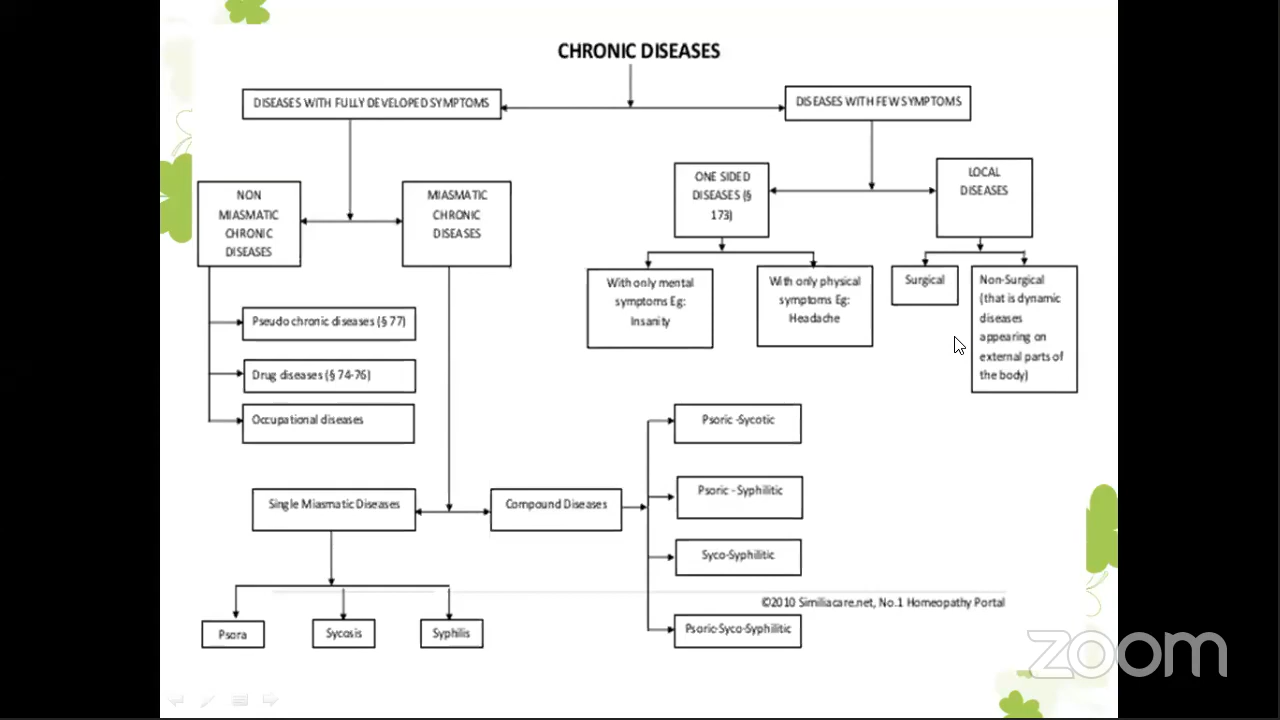 CHRONIC DISEASES
DISEASES WITH FULLY DEVELOPED SYMPTOMS
DISEASES WITH FEW SYMPTOMS
NON
MIASMATIC
CHRONIC
DISEASES
MIASMATIC
CHRONIC
DISEASES
ONE SIDED
DISEASES (§
173)
LOCAL
DISEASES
With only mental
symptoms Eg:
Insanity
With only physical
symptoms Eg:
Headache
Surgical
Non-Surgical
(that is dynamic
diseases
appearing on
external parts of
the body)
Pseudo chronic diseases (§ 77)
Drug diseases (§ 74-76)
Occupational diseases
Single Miasmatic Diseases
Compound Diseases
Psoric -Sycotic
Psoric - Syphilitic
Syco-Syphilitic
Psoric-Syco-Syphilitic
Psora
Sycosis
Syphilis
©2010 Similiacare.net, No.1 Homeopathy Portal
zoom